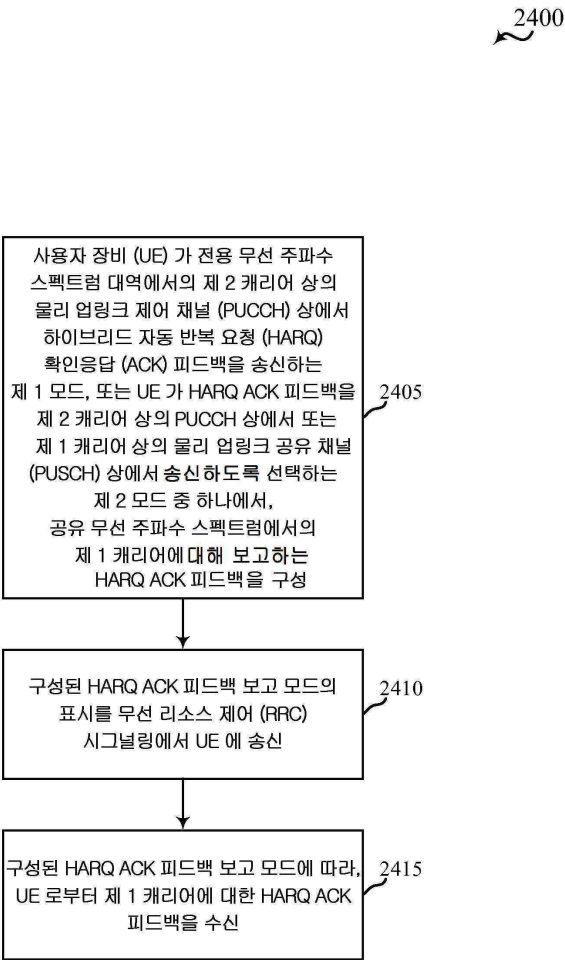 2400
사용자 장비 (UE) 가 전용 무선 주파수
스펙트럼 대역에서의 제 2 캐리어 상의
물리 업링크 제어 채널 (PUCCH) 상에서
하이브리드 자동 반복 요청 (HARQ)
확인응답 (ACK) 피드백을 송신하는
제 1 모드, 또는 UE 가 HARQ ACK 피드백을
제 2 캐리어 상의 PUCCH 상에서 또는
제 1 캐리어 상의 물리 업링크 공유 채널
(PUSCH) 상에서 송신하도록 선택하는
제 2 모드 중 하나에서,
공유 무선 주파수 스펙트럼에서의
제 1 캐리어에 대해 보고하는
HARQ ACK 피드백을 구성
2405
구성된 HARQ ACK 피드백 보고 모드의
표시를 무선 리소스 제어 (RRC)
시그널링에서 UE 에 송신
2410
구성된 HARQ ACK 피드백 보고 모드에 따라,
UE 로부터 제 1 캐리어에 대한 HARQ ACK
피드백을 수신
2415